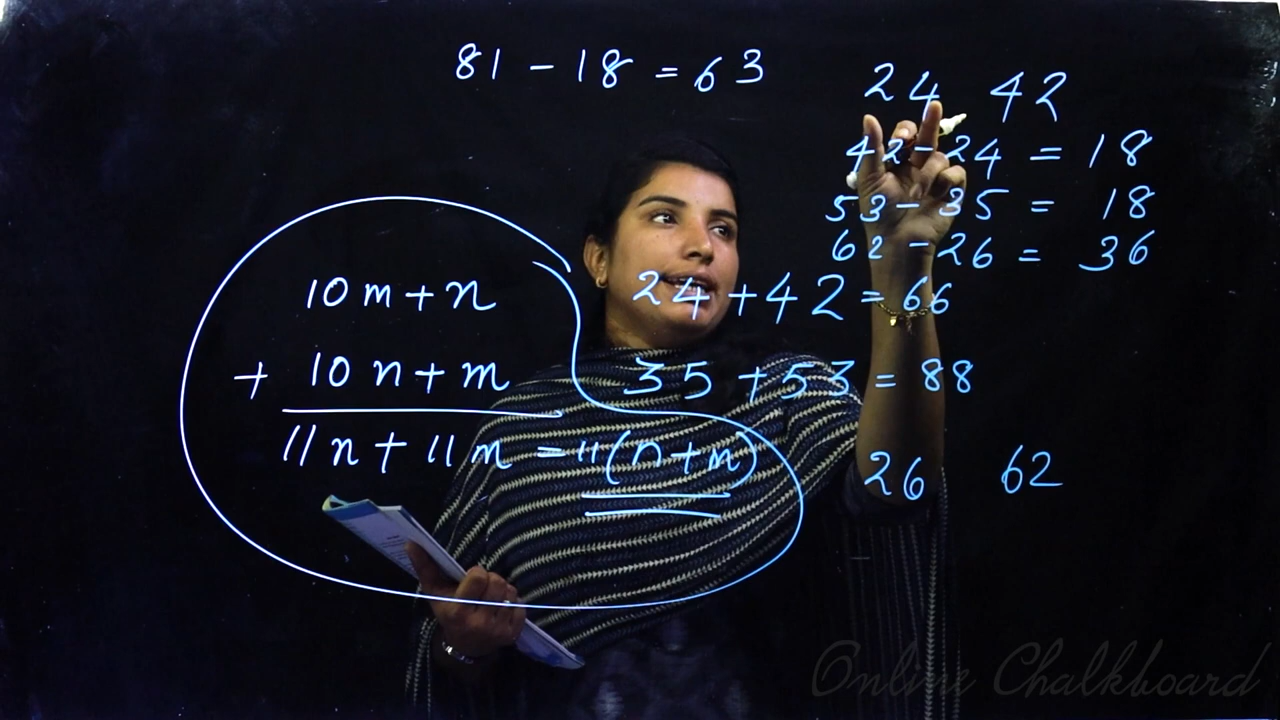 81 - 18 = 63
24 42
42 - 24 = 18
53 - 35 = 18
62 - 26 = 36
24 + 42 = 66
35 + 53 = 88
26 62
10m + n
+ 10n + m
11n + 11m = 11(n+m)
Online Chalkboard